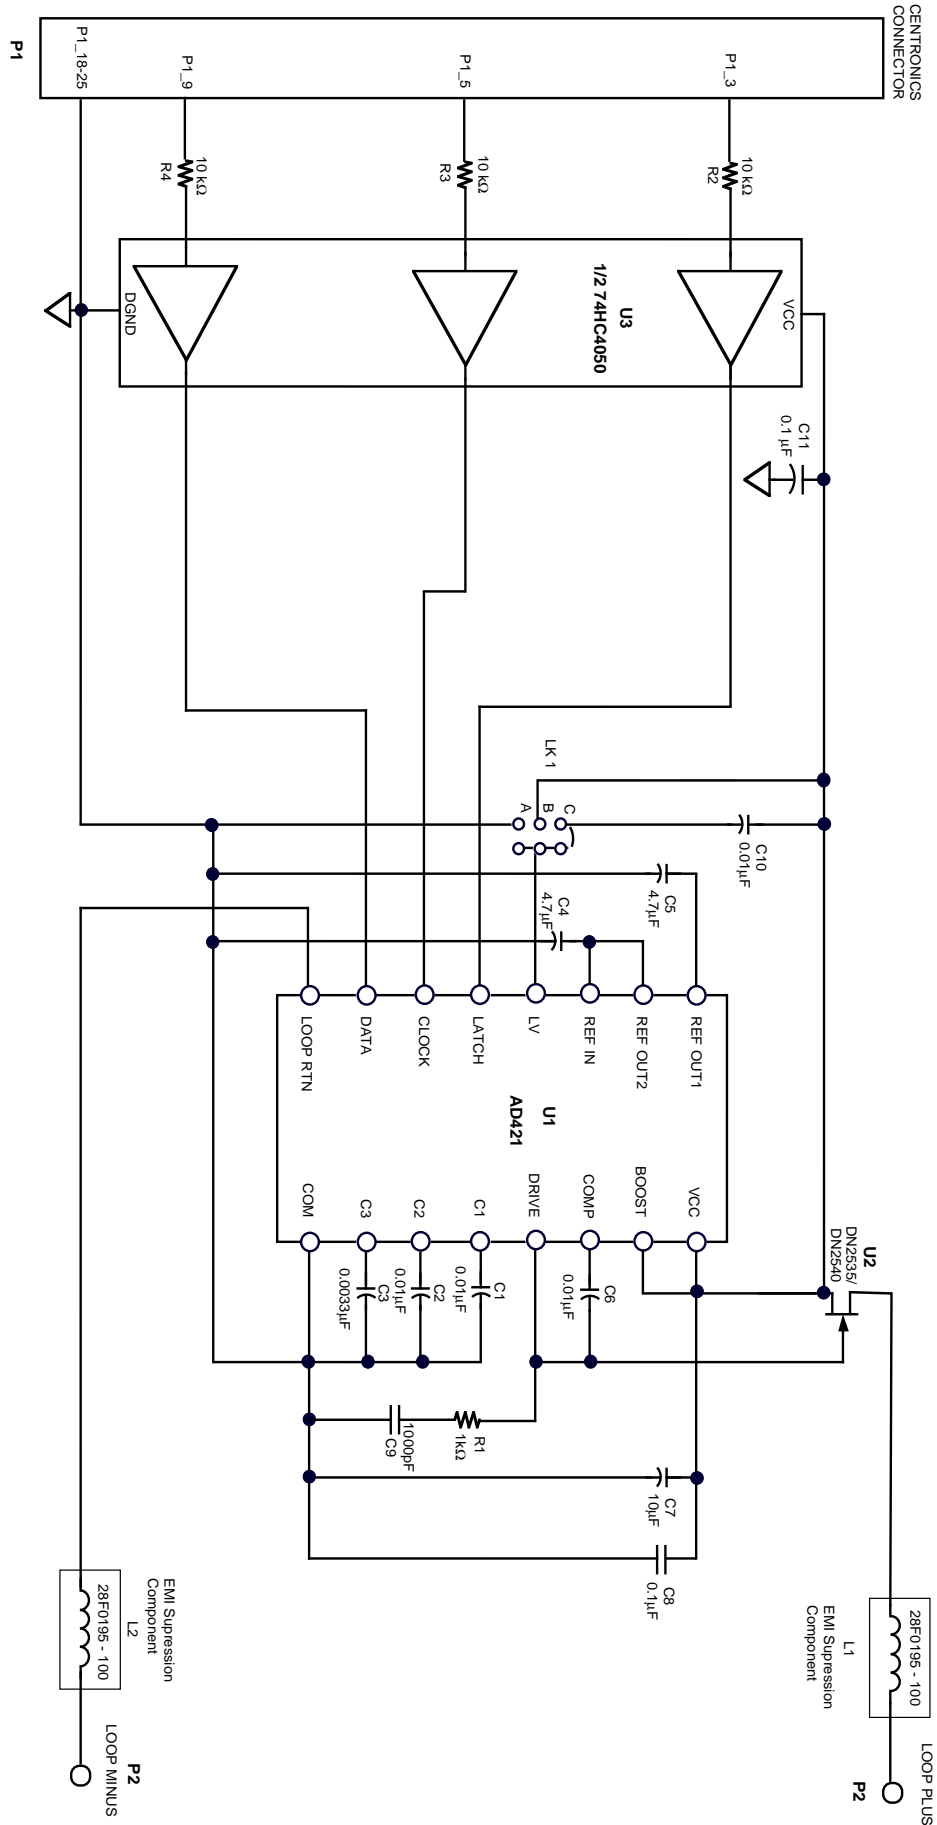 CENTRONICS
CONNECTOR
P1
P1_3
P1_5
P1_9
P1_18-25
10 kΩ
R2
10 kΩ
R3
10 kΩ
R4
VCC
U3
1/2 74HC4050
DGND
C11
0.1 µF
LK 1
C
B
A
C10
0.01µF
C5
4.7µF
C4
4.7µF
REF OUT1
REF OUT2
REF IN
LV
LATCH
CLOCK
DATA
LOOP RTN
U1
AD421
VCC
BOOST
COMP
DRIVE
C1
C2
C3
COM
U2
DN2535/
DN2540
C6
0.01µF
C1
0.01µF
C2
0.01µF
C3
0.0033µF
R1
1kΩ
1000pF
C9
C7
10µF
C8
0.1µF
28F0195 - 100
L1
EMI Supression
Component
LOOP PLUS
P2
EMI Supression
Component
L2
28F0195 - 100
P2
LOOP MINUS